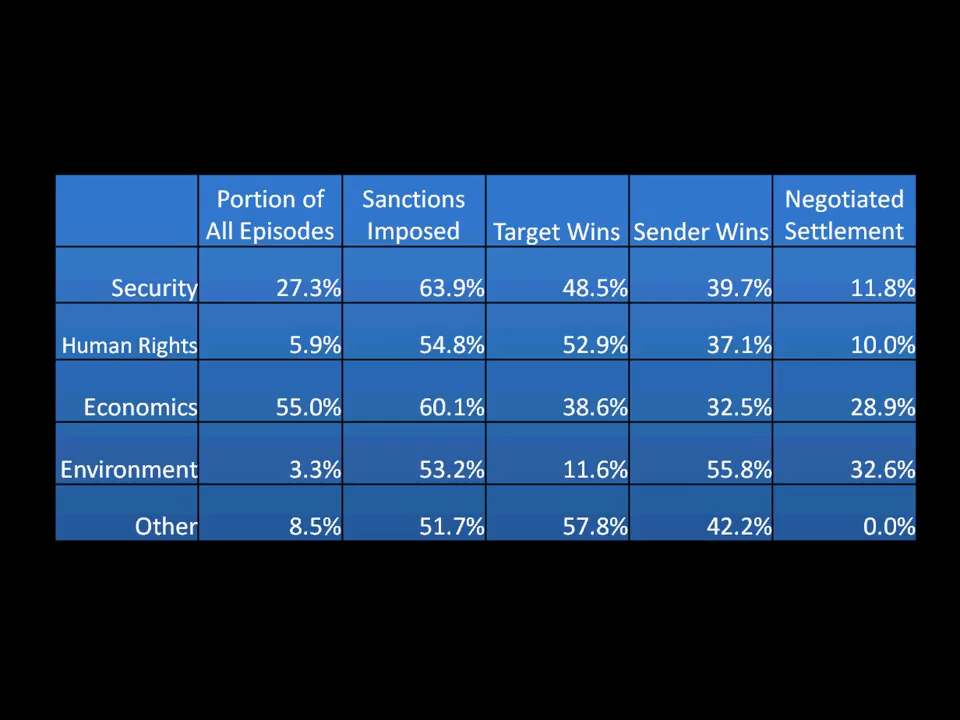 Portion of All Episodes Sanctions Imposed Target Wins Sender Wins Negotiated Settlement
Security 27.3% 63.9% 48.5% 39.7% 11.8%
Human Rights 5.9% 54.8% 52.9% 37.1% 10.0%
Economics 55.0% 60.1% 38.6% 32.5% 28.9%
Environment 3.3% 53.2% 11.6% 55.8% 32.6%
Other 8.5% 51.7% 57.8% 42.2% 0.0%